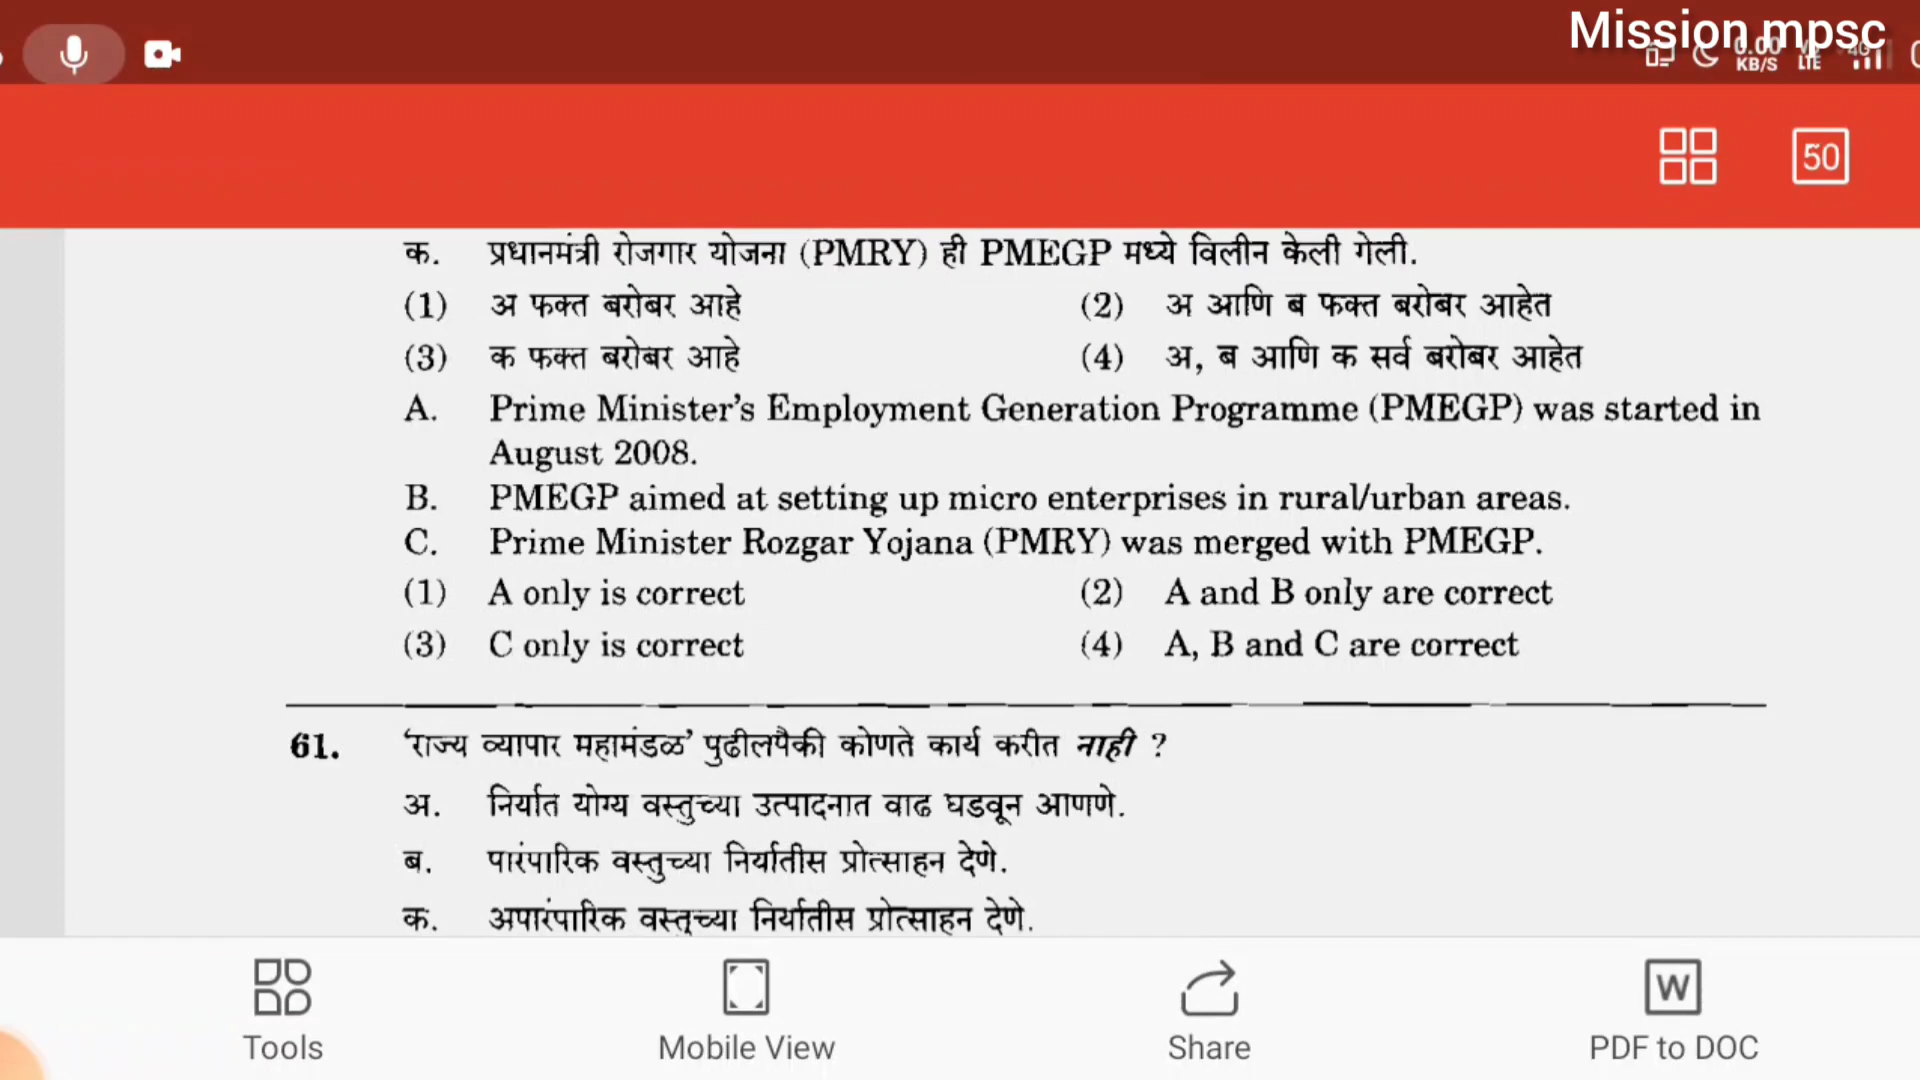 Mission mpsc
0.00 KB/S LTE 4G
50
क. प्रधानमंत्री रोजगार योजना (PMRY) ही PMEGP मध्ये विलीन केली गेली.
(1) अ फक्त बरोबर आहे (2) अ आणि ब फक्त बरोबर आहेत
(3) क फक्त बरोबर आहे (4) अ, ब आणि क सर्व बरोबर आहेत
A. Prime Minister's Employment Generation Programme (PMEGP) was started in
August 2008.
B. PMEGP aimed at setting up micro enterprises in rural/urban areas.
C. Prime Minister Rozgar Yojana (PMRY) was merged with PMEGP.
(1) A only is correct (2) A and B only are correct
(3) C only is correct (4) A, B and C are correct
61. 'राज्य व्यापार महामंडळ' पुढीलपैकी कोणते कार्य करीत नाही ?
अ. निर्यात योग्य वस्तुच्या उत्पादनात वाढ घडवून आणणे.
ब. पारंपारिक वस्तुच्या निर्यातीस प्रोत्साहन देणे.
क. अपारंपारिक वस्तुच्या निर्यातीस प्रोत्साहन देणे.
Tools Mobile View Share W PDF to DOC